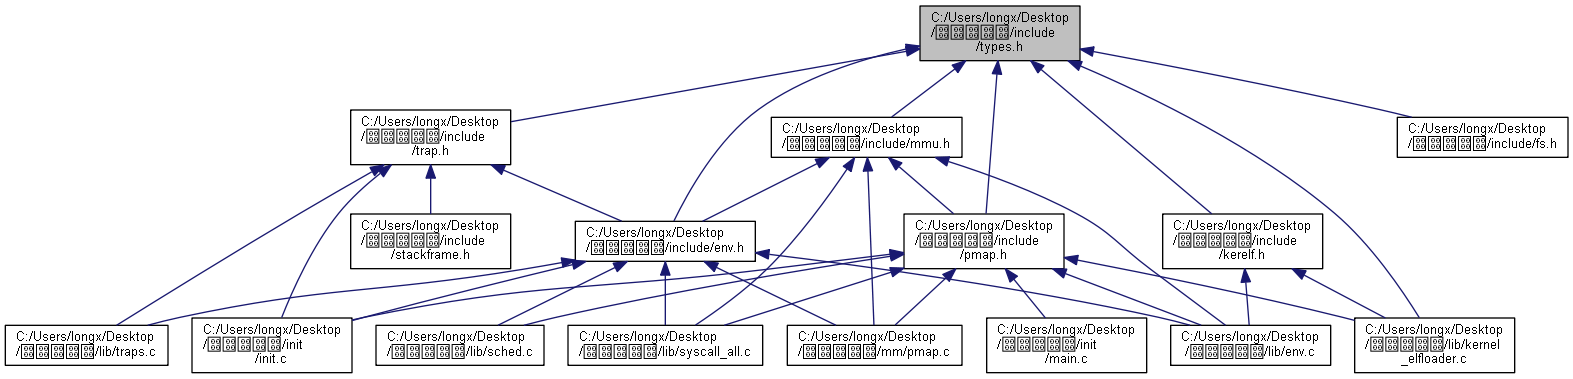 C:/Users/longx/Desktop
/□□□□□/include
/types.h
C:/Users/longx/Desktop
/□□□□□/include
/trap.h
C:/Users/longx/Desktop
/□□□□□/include/mmu.h
C:/Users/longx/Desktop
/□□□□□/include/fs.h
C:/Users/longx/Desktop
/□□□□□/include
/stackframe.h
C:/Users/longx/Desktop
/□□□□□/include/env.h
C:/Users/longx/Desktop
/□□□□□/include
/pmap.h
C:/Users/longx/Desktop
/□□□□□/include
/kerelf.h
C:/Users/longx/Desktop
/□□□□□/lib/traps.c
C:/Users/longx/Desktop
/□□□□□/init
/init.c
C:/Users/longx/Desktop
/□□□□□/lib/sched.c
C:/Users/longx/Desktop
/□□□□□/lib/syscall_all.c
C:/Users/longx/Desktop
/□□□□□/mm/pmap.c
C:/Users/longx/Desktop
/□□□□□/init
/main.c
C:/Users/longx/Desktop
/□□□□□/lib/env.c
C:/Users/longx/Desktop
/□□□□□/lib/kernel
_elfloader.c